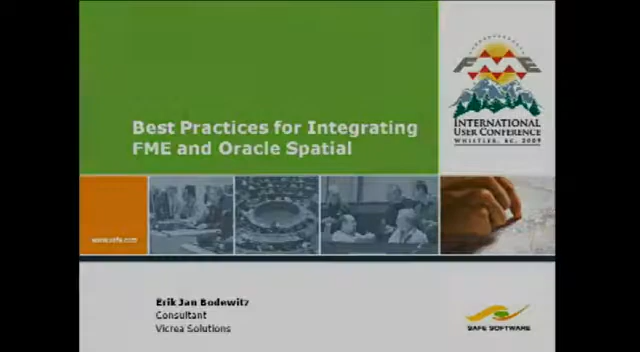 Best Practices for Integrating
FME and Oracle Spatial
FME
INTERNATIONAL
USER CONFERENCE
WHISTLER, BC, 2009
www.safe.com
Erik Jan Bodewitz
Consultant
Vicrea Solutions
SAFE SOFTWARE